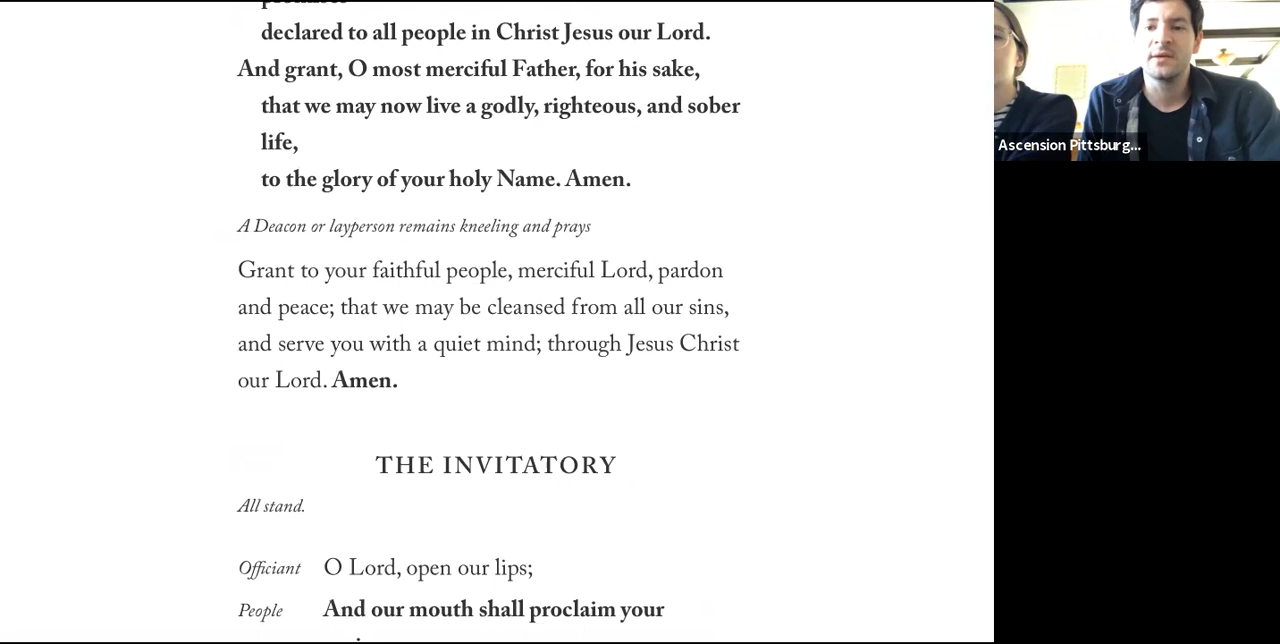 declared to all people in Christ Jesus our Lord.
And grant, O most merciful Father, for his sake,
that we may now live a godly, righteous, and sober
life,
to the glory of your holy Name. Amen.
A Deacon or layperson remains kneeling and prays
Grant to your faithful people, merciful Lord, pardon
and peace; that we may be cleansed from all our sins,
and serve you with a quiet mind; through Jesus Christ
our Lord. Amen.
THE INVITATORY
All stand.
Officiant O Lord, open our lips;
People And our mouth shall proclaim your
Ascension Pittsburg...